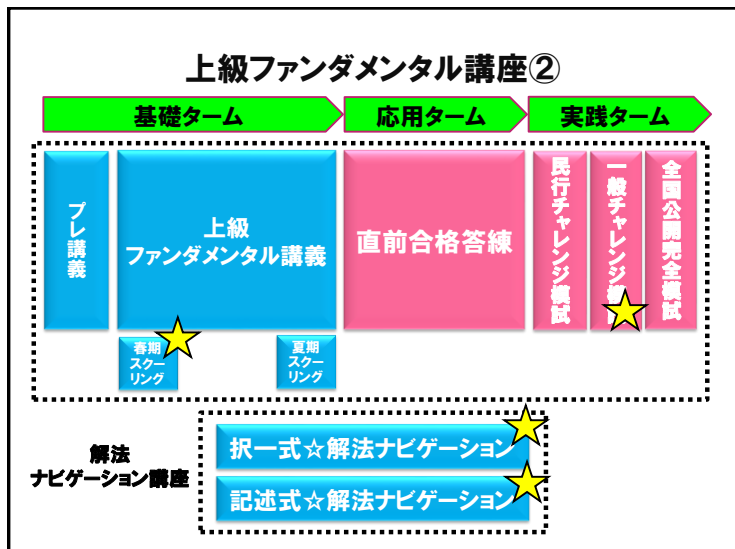 上級ファンダメンタル講座②
基礎ターム
応用ターム
実践ターム
プレ講義
上級
ファンダメンタル講義
直前合格答練
民行チャレンジ模試
一般チャレンジ
全国公開完全模試
春期
スクー
リング
夏期
スクー
リング
解法
ナビゲーション講座
択一式☆解法ナビゲーション
記述式☆解法ナビゲーション